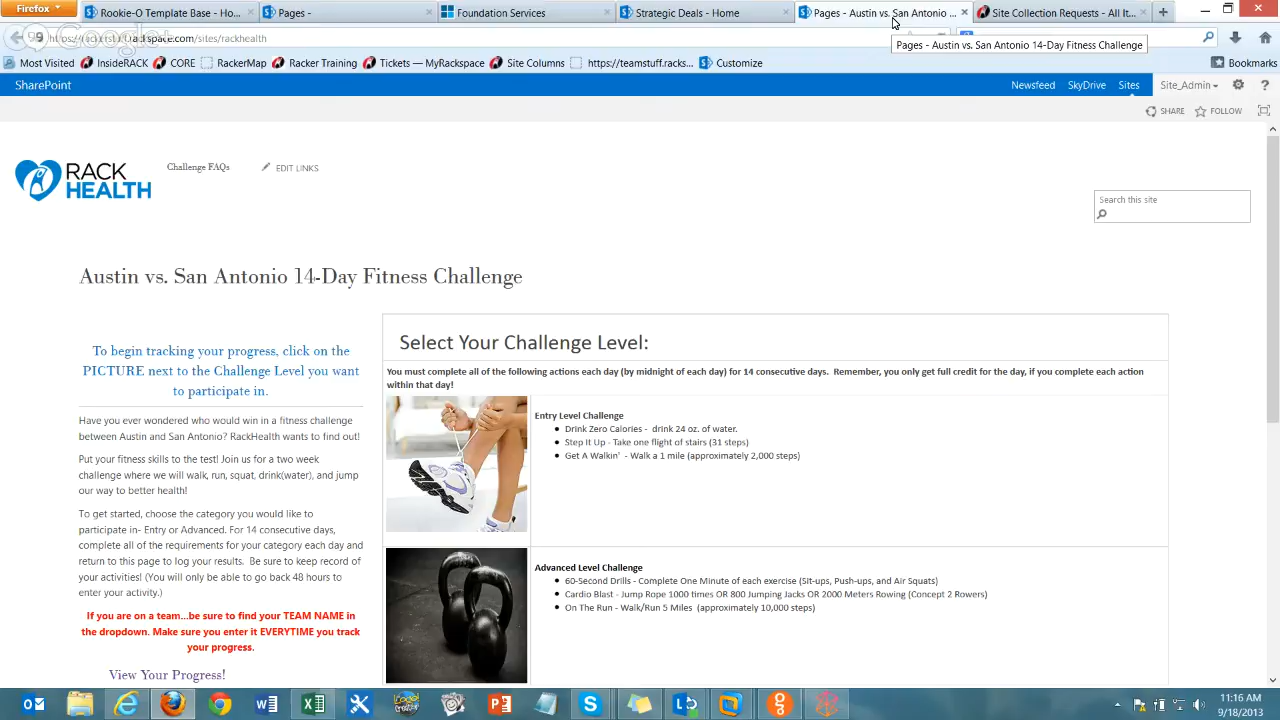 Firefox
Rookie-O Template Base - Ho...
Pages -
Foundation Services
Strategic Deals - Home
Pages - Austin vs. San Antonio ...
Site Collection Requests - All It...
Google+
/sites/rackhealth
Pages - Austin vs. San Antonio 14-Day Fitness Challenge
Most Visited
InsideRACK
CORE
RackerMap
Racker Training
Tickets — MyRackspace
Site Columns
https://teamstuff.racks...
Customize
Bookmarks
SharePoint
Newsfeed
SkyDrive
Sites
Site_Admin
SHARE
FOLLOW
RACK
HEALTH
Challenge FAQs
EDIT LINKS
Search this site
Austin vs. San Antonio 14-Day Fitness Challenge
To begin tracking your progress, click on the
PICTURE next to the Challenge Level you want
to participate in.
Have you ever wondered who would win in a fitness challenge
between Austin and San Antonio? RackHealth wants to find out!
Put your fitness skills to the test! Join us for a two week
challenge where we will walk, run, squat, drink(water), and jump
our way to better health!
To get started, choose the category you would like to
participate in- Entry or Advanced. For 14 consecutive days,
complete all of the requirements for your category each day and
return to this page to log your results.  Be sure to keep record of
your activities! (You will only be able to go back 48 hours to
enter your activity.)
If you are on a team...be sure to find your TEAM NAME in
the dropdown. Make sure you enter it EVERYTIME you track
your progress.
View Your Progress!
Select Your Challenge Level:
You must complete all of the following actions each day (by midnight of each day) for 14 consecutive days.  Remember, you only get full credit for the day, if you complete each action
within that day!
Entry Level Challenge
Drink Zero Calories -  drink 24 oz. of water.
Step It Up - Take one flight of stairs (31 steps)
Get A Walkin'  - Walk a 1 mile (approximately 2,000 steps)
Advanced Level Challenge
60-Second Drills - Complete One Minute of each exercise (Sit-ups, Push-ups, and Air Squats)
Cardio Blast - Jump Rope 1000 times OR 800 Jumping Jacks OR 2000 Meters Rowing (Concept 2 Rowers)
On The Run - Walk/Run 5 Miles  (approximately 10,000 steps)
11:16 AM
9/18/2013